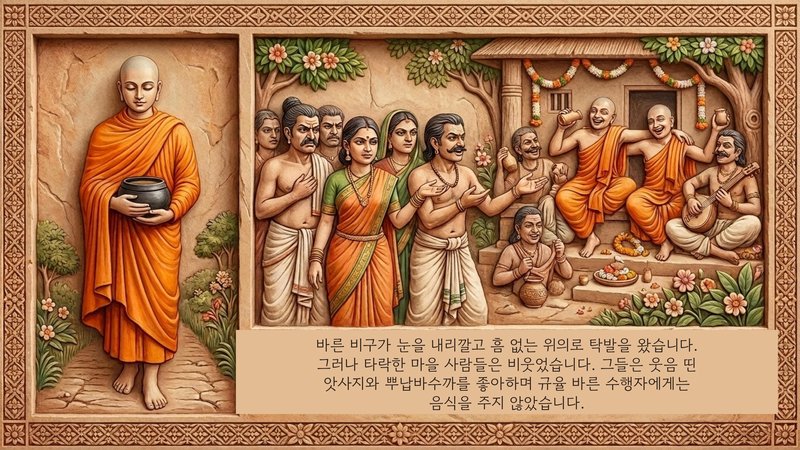 바른 비구가 눈을 내리깔고 흠 없는 위의로 탁발을 왔습니다.
그러나 타락한 마을 사람들은 비웃었습니다. 그들은 웃음 띤
앗사지와 뿌납바수까를 좋아하며 규율 바른 수행자에게는
음식을 주지 않았습니다.